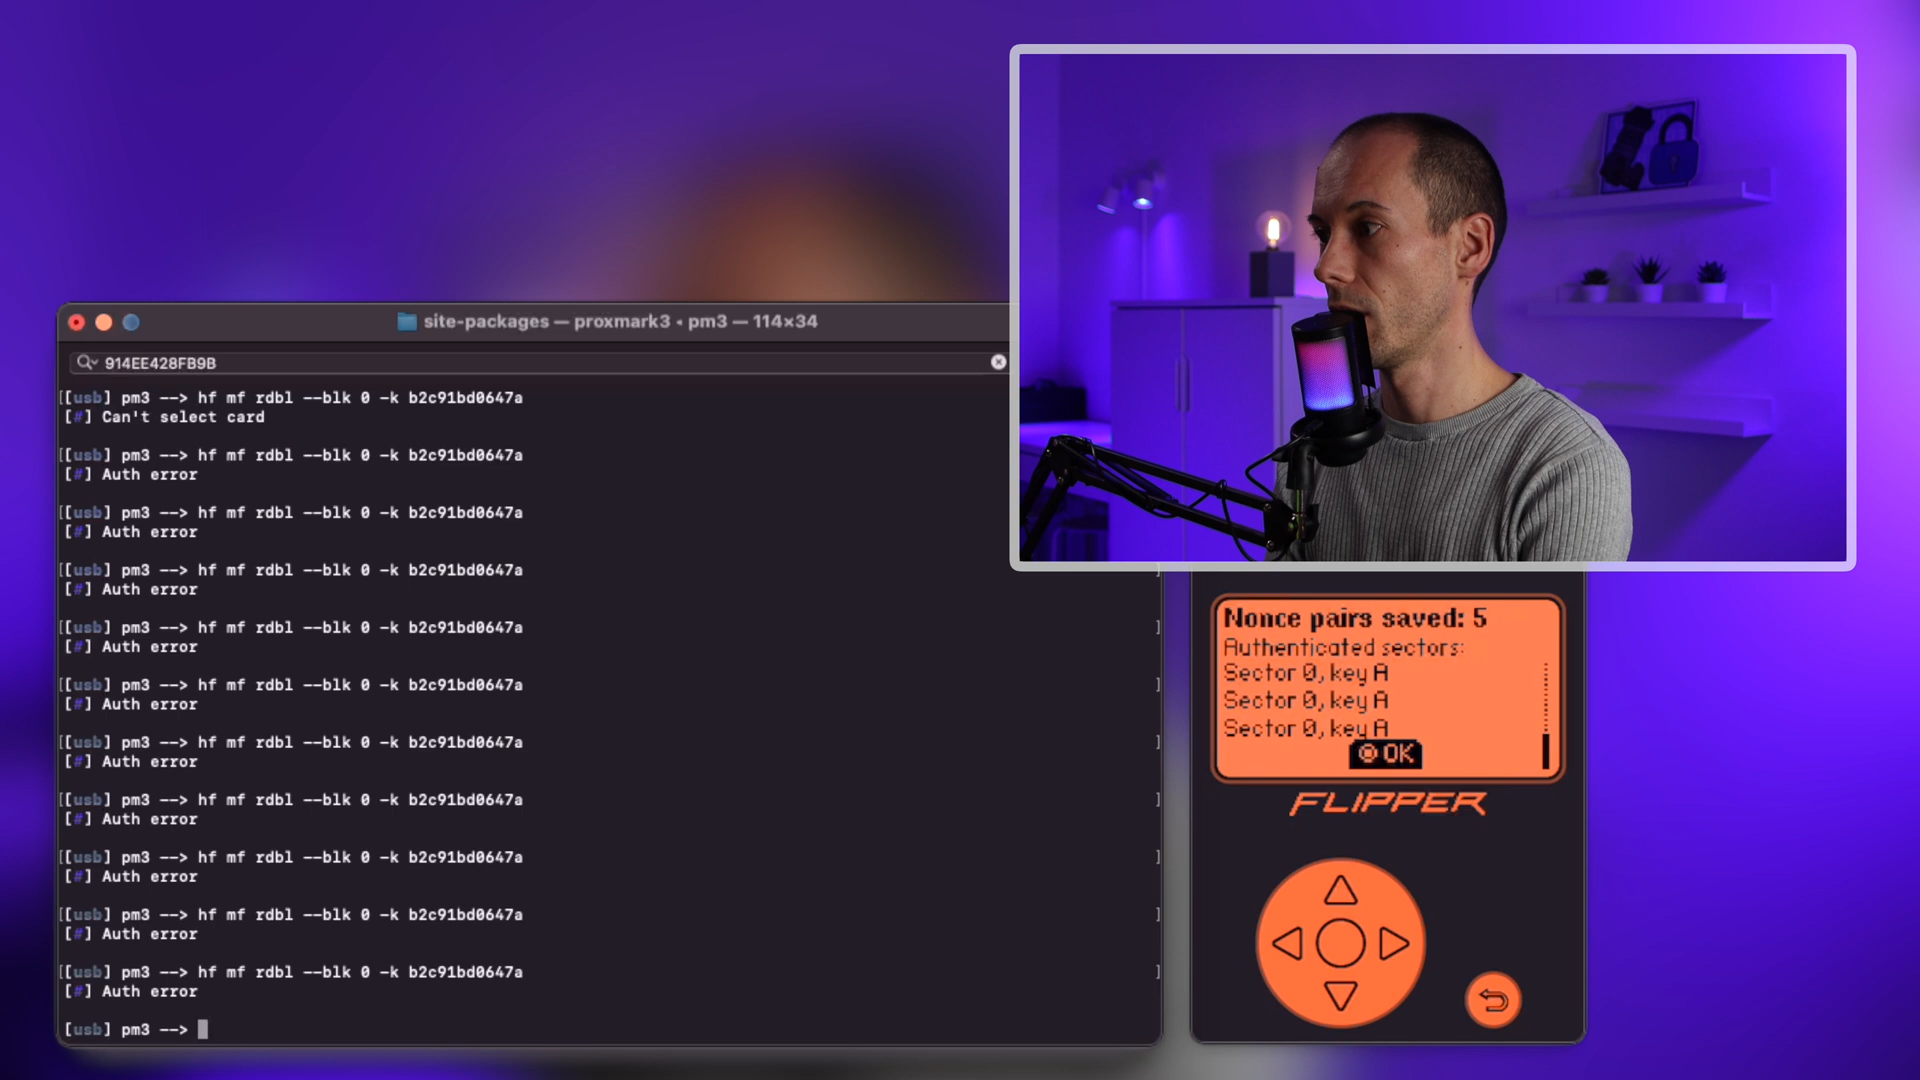 site-packages — proxmark3 ◂ pm3 — 114×34
914EE428FB9B
[[usb] pm3 --> hf mf rdbl --blk 0 -k b2c91bd0647a
[#] Can't select card
[[usb] pm3 --> hf mf rdbl --blk 0 -k b2c91bd0647a
[#] Auth error
[[usb] pm3 --> hf mf rdbl --blk 0 -k b2c91bd0647a
[#] Auth error
[[usb] pm3 --> hf mf rdbl --blk 0 -k b2c91bd0647a ]
[#] Auth error
[[usb] pm3 --> hf mf rdbl --blk 0 -k b2c91bd0647a ]
[#] Auth error
[[usb] pm3 --> hf mf rdbl --blk 0 -k b2c91bd0647a ]
[#] Auth error
[[usb] pm3 --> hf mf rdbl --blk 0 -k b2c91bd0647a ]
[#] Auth error
[[usb] pm3 --> hf mf rdbl --blk 0 -k b2c91bd0647a ]
[#] Auth error
[[usb] pm3 --> hf mf rdbl --blk 0 -k b2c91bd0647a ]
[#] Auth error
[[usb] pm3 --> hf mf rdbl --blk 0 -k b2c91bd0647a ]
[#] Auth error
[[usb] pm3 --> hf mf rdbl --blk 0 -k b2c91bd0647a ]
[#] Auth error
[usb] pm3 -->
Nonce pairs saved: 5
Authenticated sectors:
Sector 0, key A
Sector 0, key A
Sector 0, key A
OK
FLIPPER